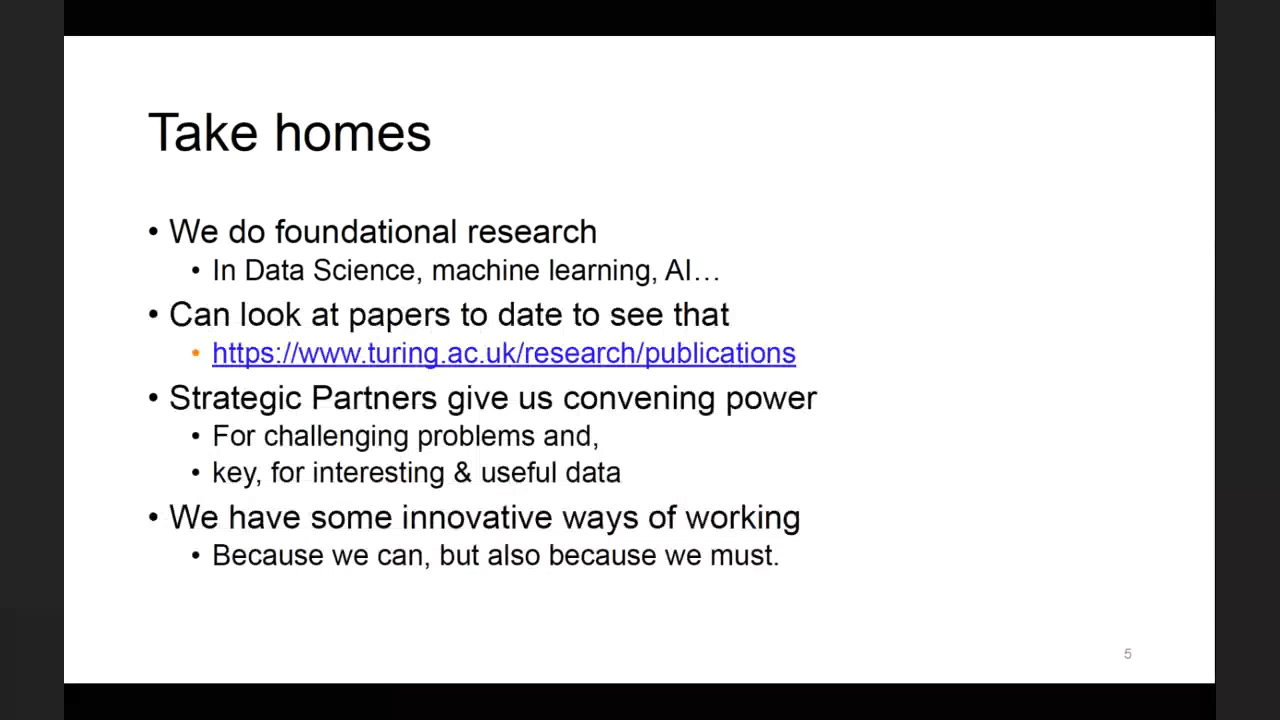 Take homes
• We do foundational research
• In Data Science, machine learning, AI…
• Can look at papers to date to see that
• https://www.turing.ac.uk/research/publications
• Strategic Partners give us convening power
• For challenging problems and,
• key, for interesting & useful data
• We have some innovative ways of working
• Because we can, but also because we must.
5